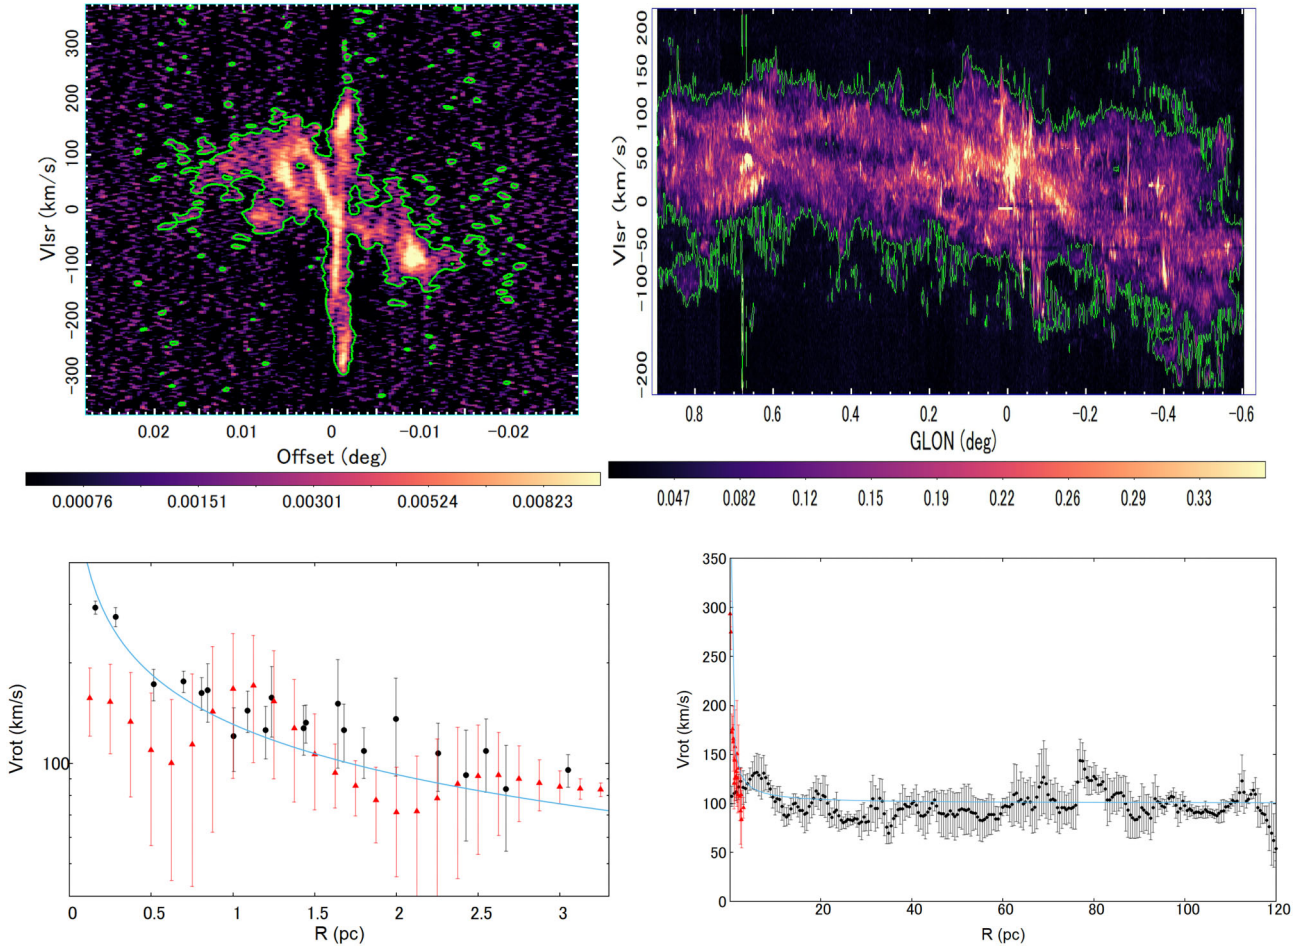 300
200
100
0
-100
-200
-300
Vlsr (km/s)
0.02 0.01 0 -0.01 -0.02
Offset (deg)
0.00076 0.00151 0.00301 0.00524 0.00823
200
150
100
50
0
-50
-100
-200
Vlsr (km/s)
0.8 0.6 0.4 0.2 0 -0.2 -0.4 -0.6
GLON (deg)
0.047 0.082 0.12 0.15 0.19 0.22 0.26 0.29 0.33
100
Vrot (km/s)
0 0.5 1 1.5 2 2.5 3
R (pc)
350
300
250
200
150
100
50
0
Vrot (km/s)
20 40 60 80 100 120
R (pc)